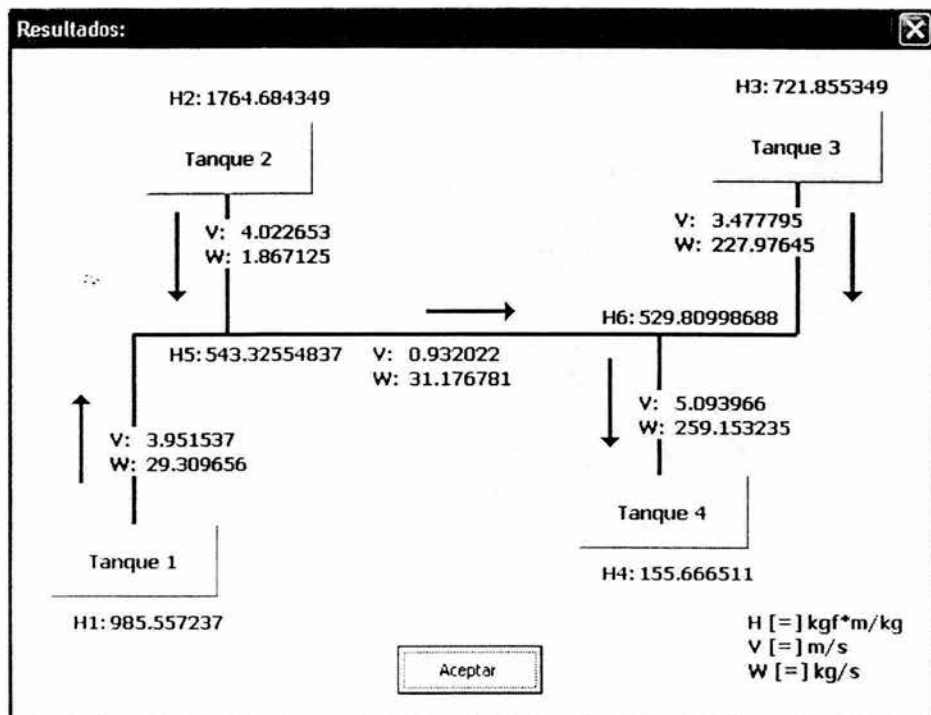 Resultados:
H2: 1764.684349
H3: 721.855349
Tanque 2
Tanque 3
V: 4.022653
W: 1.867125
V: 3.477795
W: 227.97645
H6: 529.80998688
H5: 543.32554837
V: 0.932022
W: 31.176781
V: 3.951537
W: 29.309656
V: 5.093966
W: 259.153235
Tanque 1
Tanque 4
H1: 985.557237
H4: 155.666511
H [=] kgf*m/kg
V [=] m/s
W [=] kg/s
Aceptar